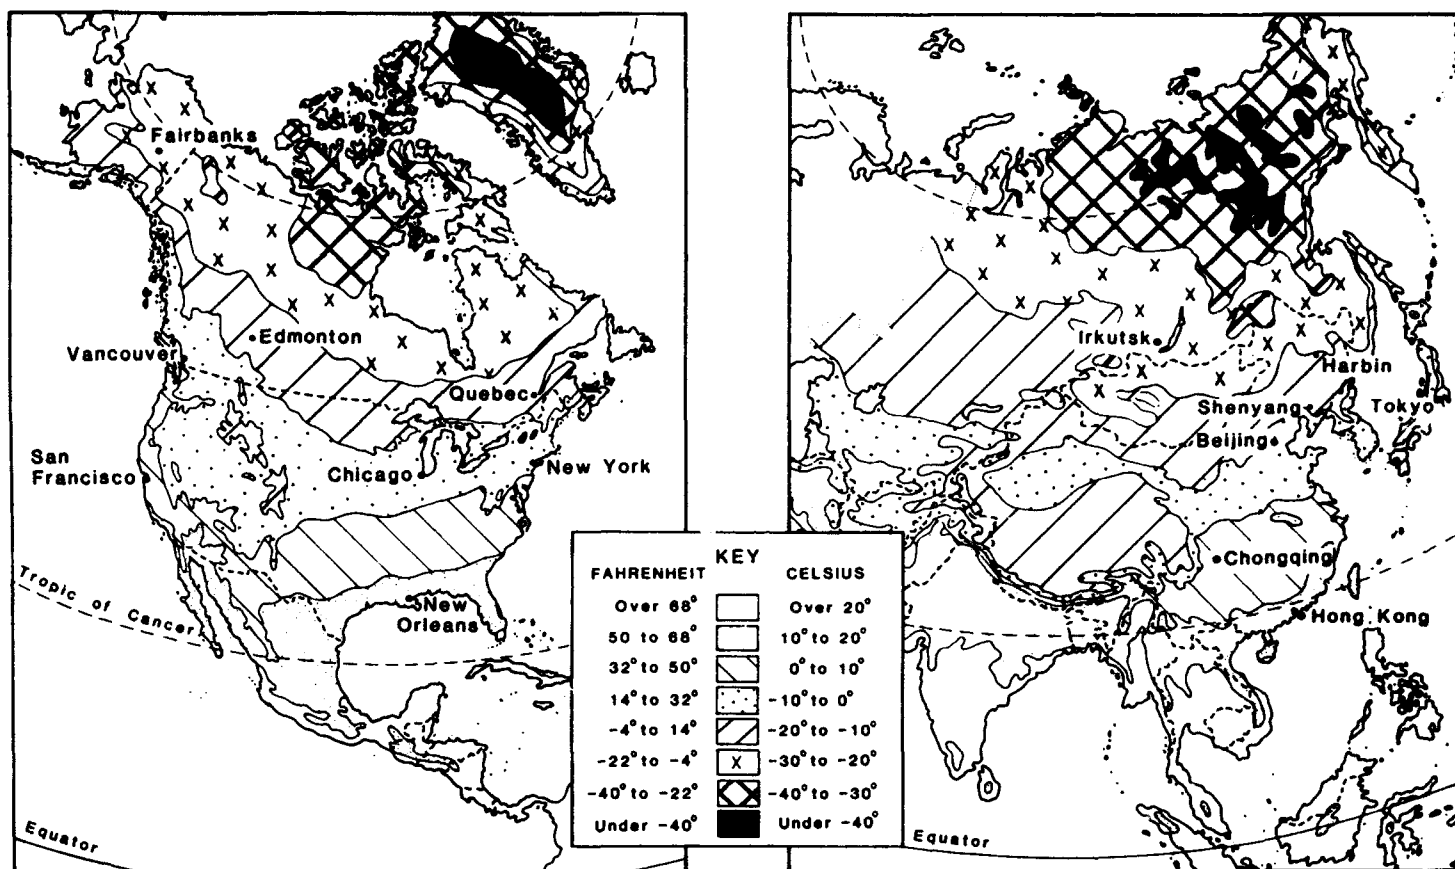 Fairbanks
Edmonton
Vancouver
Quebec
San
Francisco
Chicago
New York
New
Orleans
Tropic of Cancer
Equator
Irkutsk
Harbin
Shenyang
Tokyo
Beijing
Chongqing
Hong Kong
Equator
KEY
FAHRENHEIT CELSIUS
Over 68° Over 20°
50 to 68° 10° to 20°
32° to 50° 0° to 10°
14° to 32° -10° to 0°
-4° to 14° -20° to -10°
-22° to -4° x -30° to -20°
-40° to -22° -40° to -30°
Under -40° Under -40°